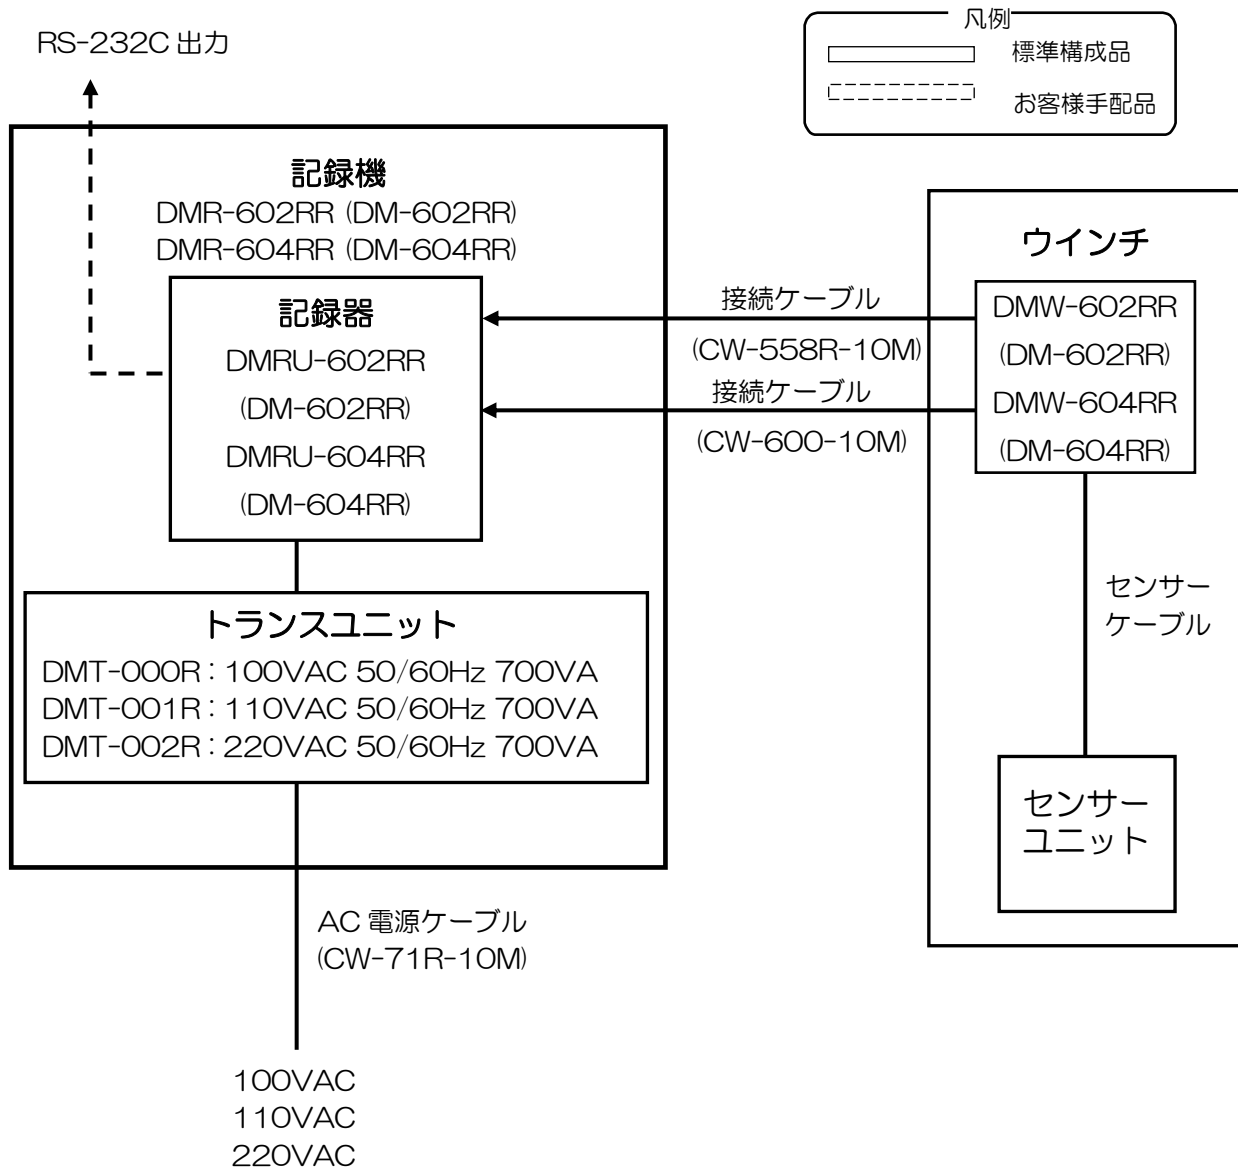 RS-232C 出力
凡例
標準構成品
お客様手配品
記録機
DMR-602RR (DM-602RR)
DMR-604RR (DM-604RR)
記録器
DMRU-602RR
(DM-602RR)
DMRU-604RR
(DM-604RR)
接続ケーブル
(CW-558R-10M)
接続ケーブル
(CW-600-10M)
ウインチ
DMW-602RR
(DM-602RR)
DMW-604RR
(DM-604RR)
センサー
ケーブル
センサー
ユニット
トランスユニット
DMT-000R : 100VAC 50/60Hz 700VA
DMT-001R : 110VAC 50/60Hz 700VA
DMT-002R : 220VAC 50/60Hz 700VA
AC 電源ケーブル
(CW-71R-10M)
100VAC
110VAC
220VAC